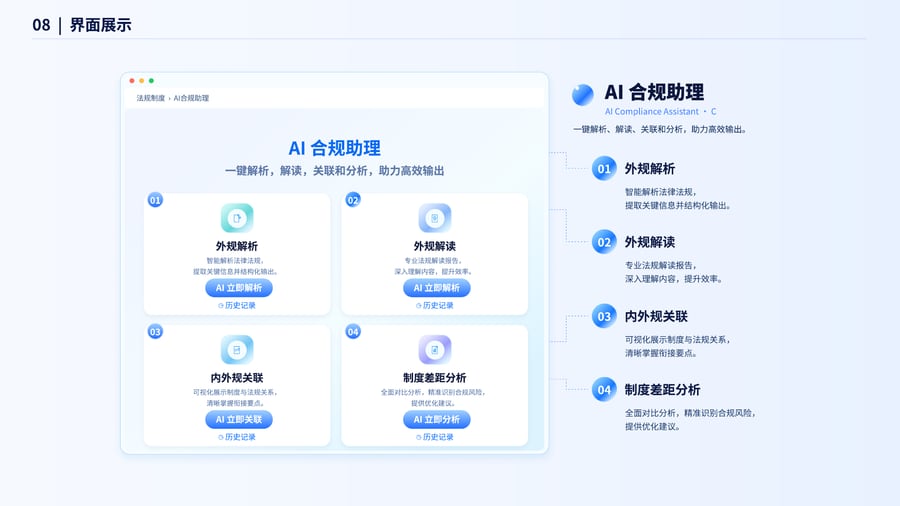 08 | 界面展示
法规制度 › AI合规助理
AI 合规助理
一键解析，解读，关联和分析，助力高效输出
01
外规解析
智能解析法律法规，
提取关键信息并结构化输出。
AI 立即解析
历史记录
02
外规解读
专业法规解读报告，
深入理解内容，提升效率。
AI 立即解析
历史记录
03
内外规关联
可视化展示制度与法规关系，
清晰掌握衔接要点。
AI 立即关联
历史记录
04
制度差距分析
全面对比分析，精准识别合规风险，
提供优化建议。
AI 立即分析
历史记录
AI 合规助理
AI Compliance Assistant · C
一键解析、解读、关联和分析，助力高效输出。
01 外规解析
智能解析法律法规，
提取关键信息并结构化输出。
02 外规解读
专业法规解读报告，
深入理解内容，提升效率。
03 内外规关联
可视化展示制度与法规关系，
清晰掌握衔接要点。
04 制度差距分析
全面对比分析，精准识别合规风险，
提供优化建议。